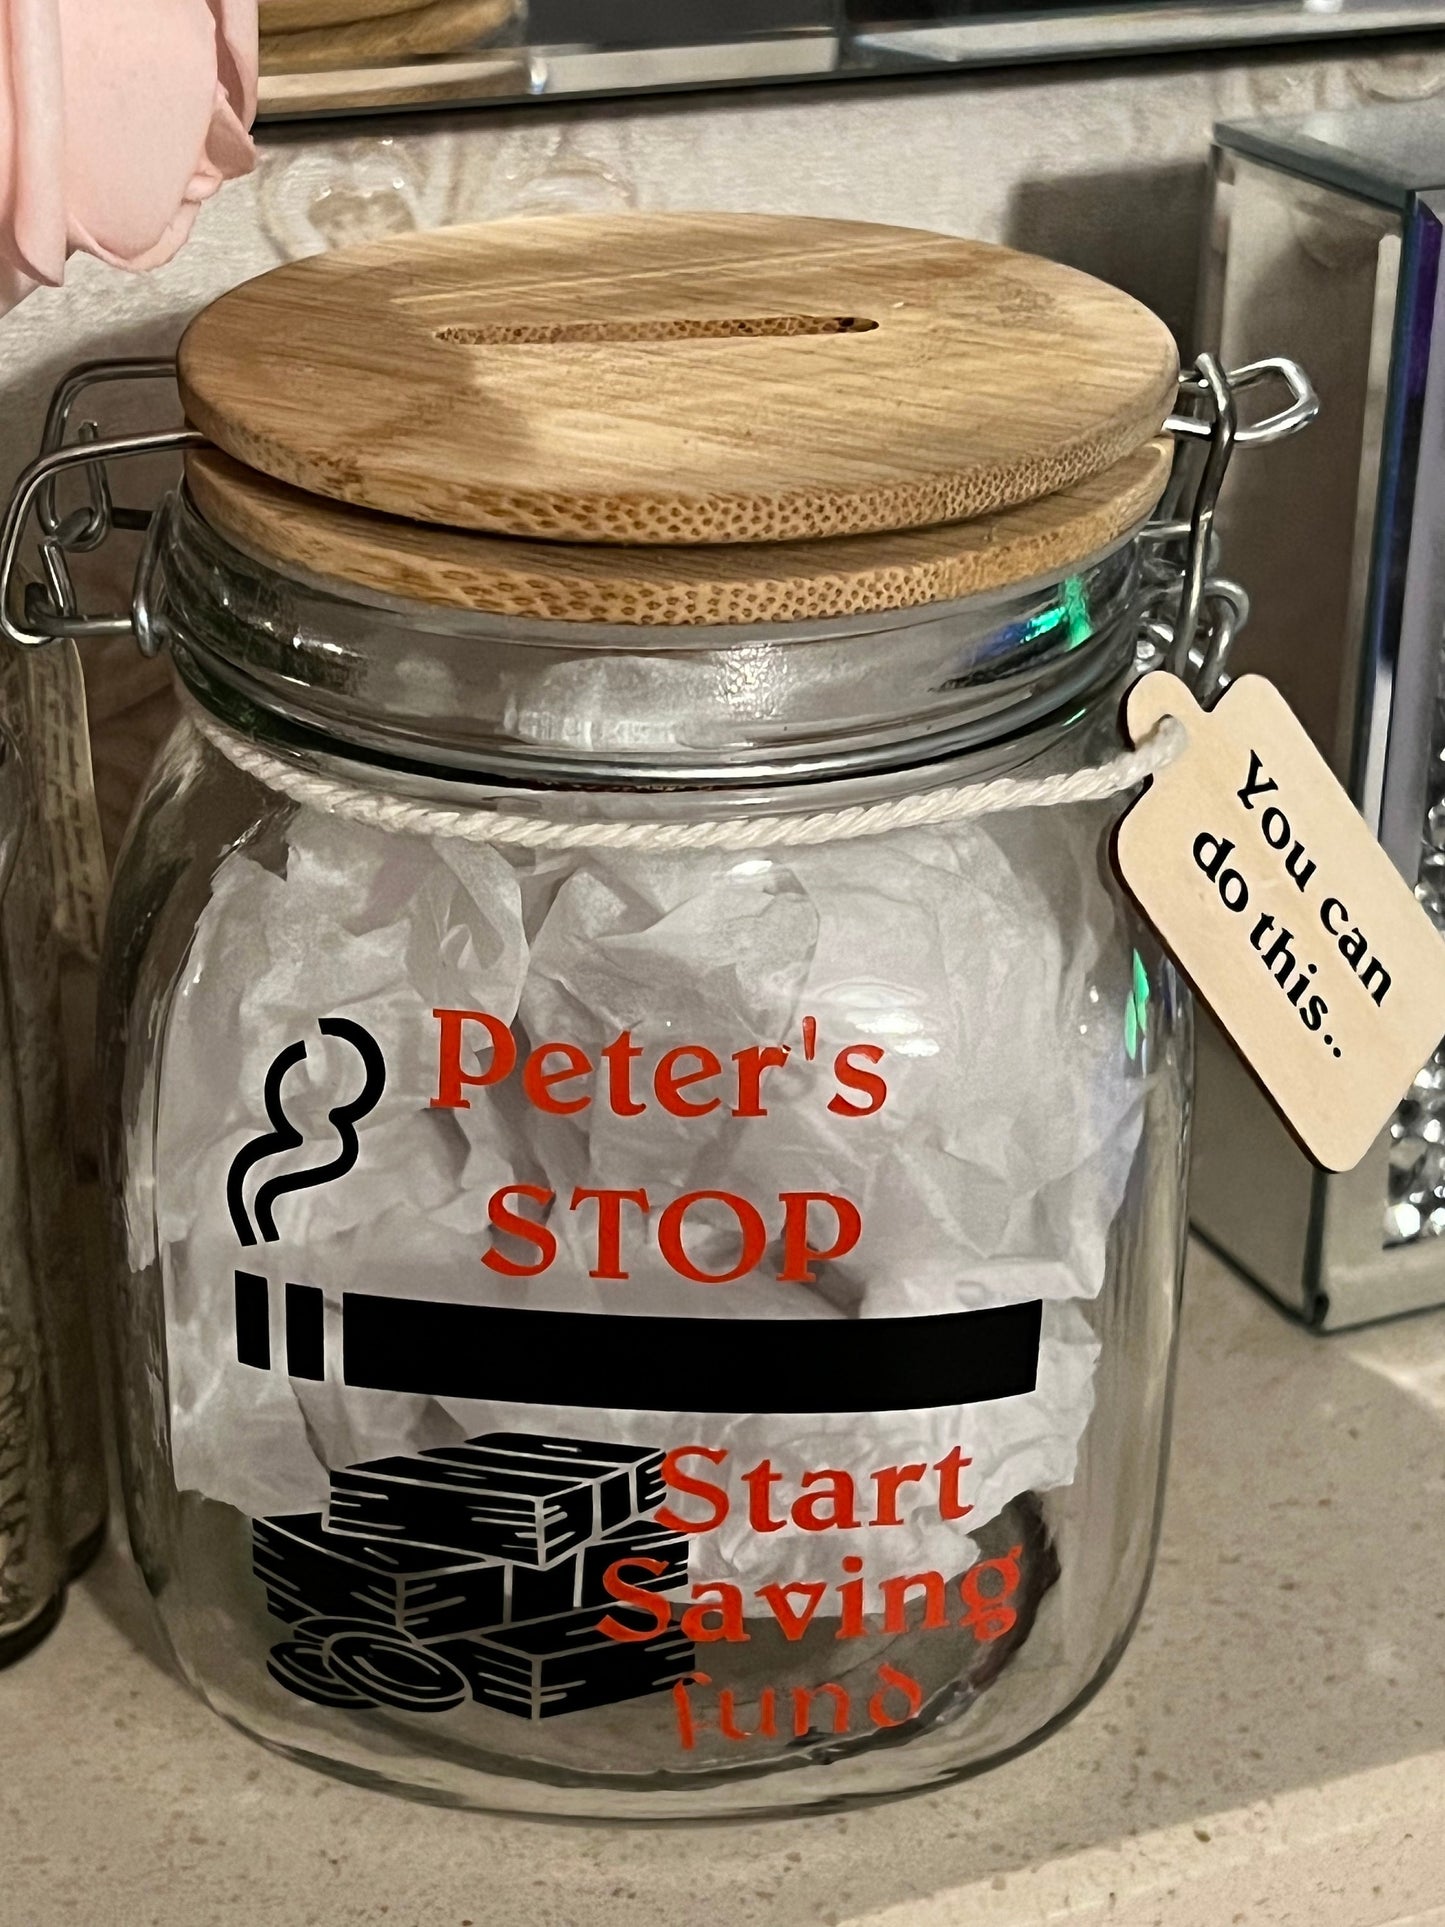 Peter's
STOP
Start
Saving
fund
You can
do this..